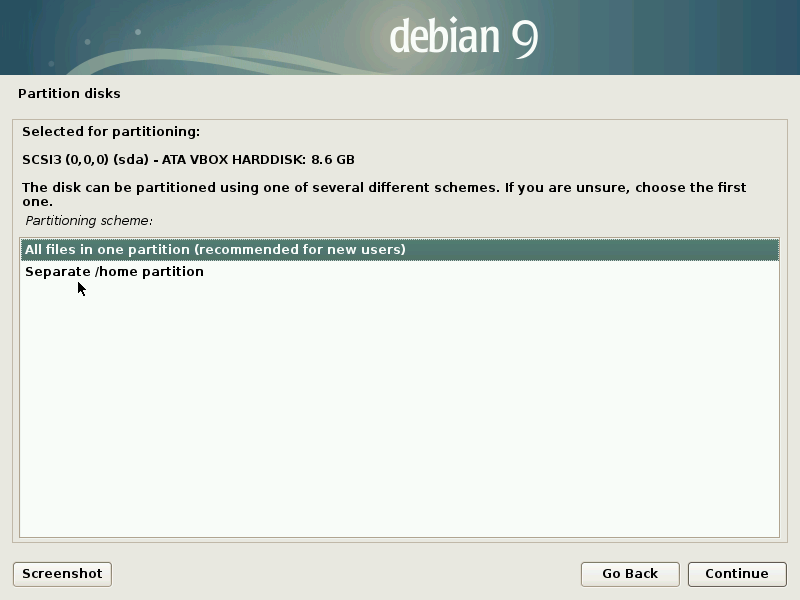 debian 9
Partition disks
Selected for partitioning:
SCSI3 (0,0,0) (sda) - ATA VBOX HARDDISK: 8.6 GB
The disk can be partitioned using one of several different schemes. If you are unsure, choose the first
one.
Partitioning scheme:
All files in one partition (recommended for new users)
Separate /home partition
Screenshot
Go Back
Continue